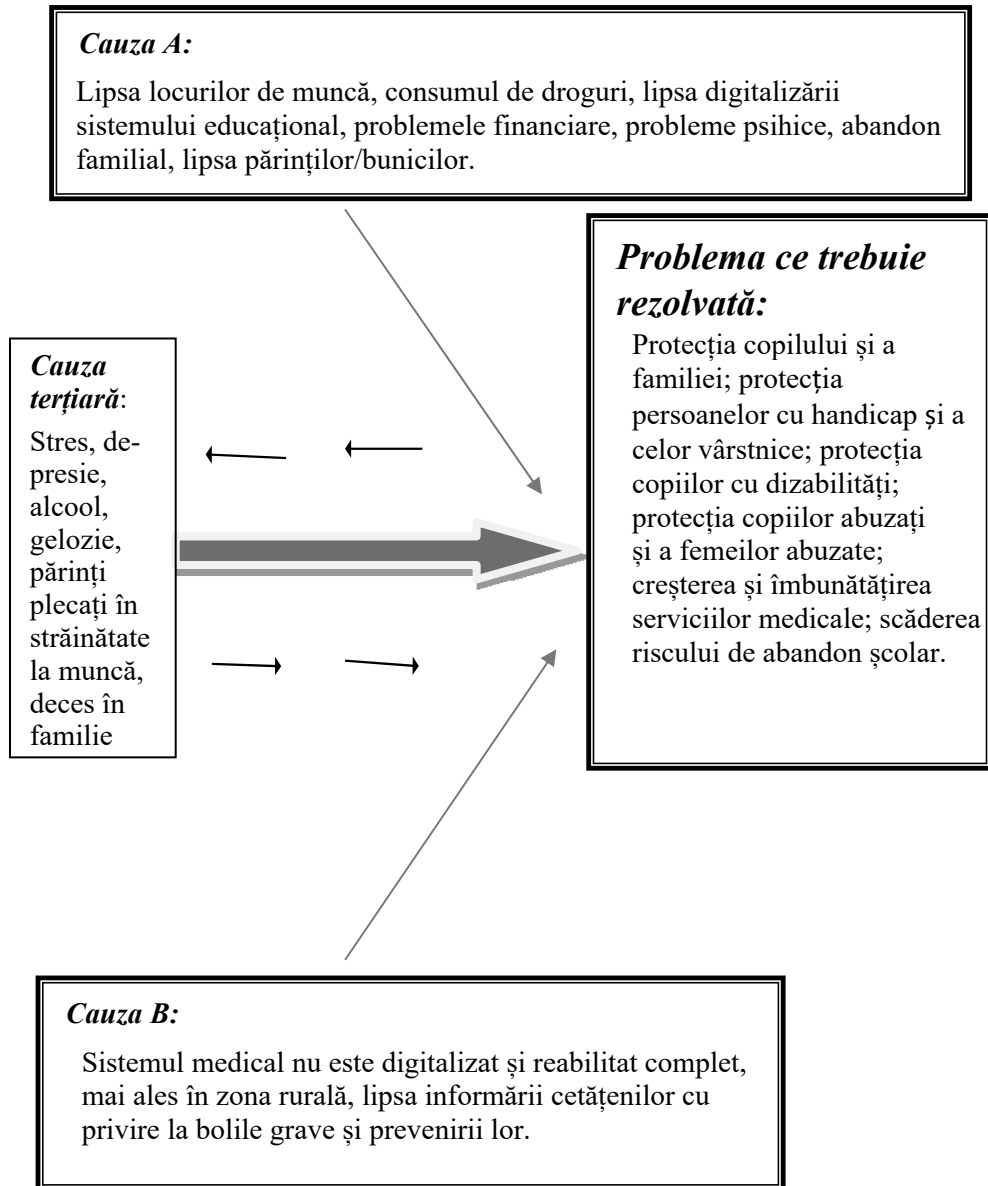 Cauza A:
Lipsa locurilor de muncă, consumul de droguri, lipsa digitalizării
sistemului educațional, problemele financiare, probleme psihice, abandon
familial, lipsa părinților/bunicilor.
Problema ce trebuie
rezolvată:
Protecția copilului și a
familiei; protecția
persoanelor cu handicap și a
celor vârstnice; protecția
copiilor cu dizabilități;
protecția copiilor abuzați
și a femeilor abuzate;
creșterea și îmbunătățirea
serviciilor medicale; scăderea
riscului de abandon școlar.
Cauza
terțiară:
Stres, de-
presie,
alcool,
gelozie,
părinți
plecați în
străinătate
la muncă,
deces în
familie
Cauza B:
Sistemul medical nu este digitalizat și reabilitat complet,
mai ales în zona rurală, lipsa informării cetățenilor cu
privire la bolile grave și prevenirii lor.